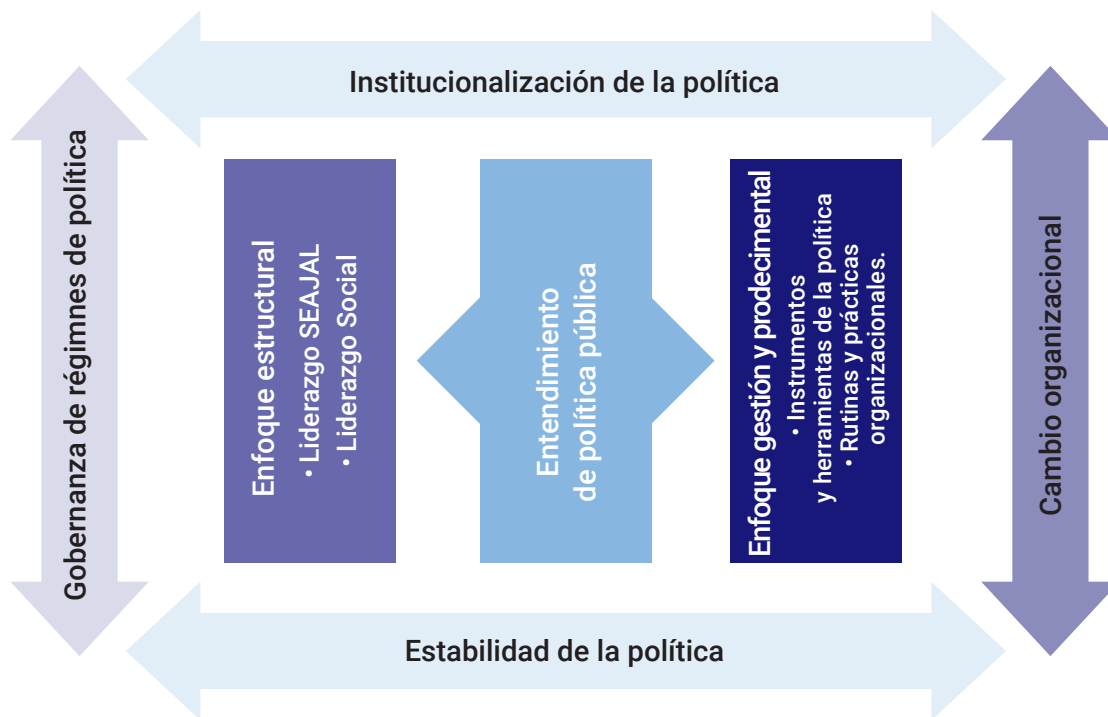 Institucionalización de la política
Gobernanza de régimnes de política
Enfoque estructural
• Liderazgo SEAJAL
• Liderazgo Social
Entendimiento
de política pública
Enfoque gestión y prodecimental
• Instrumentos
y herramientas de la política
• Rutinas y prácticas
organizacionales.
Cambio organizacional
Estabilidad de la política